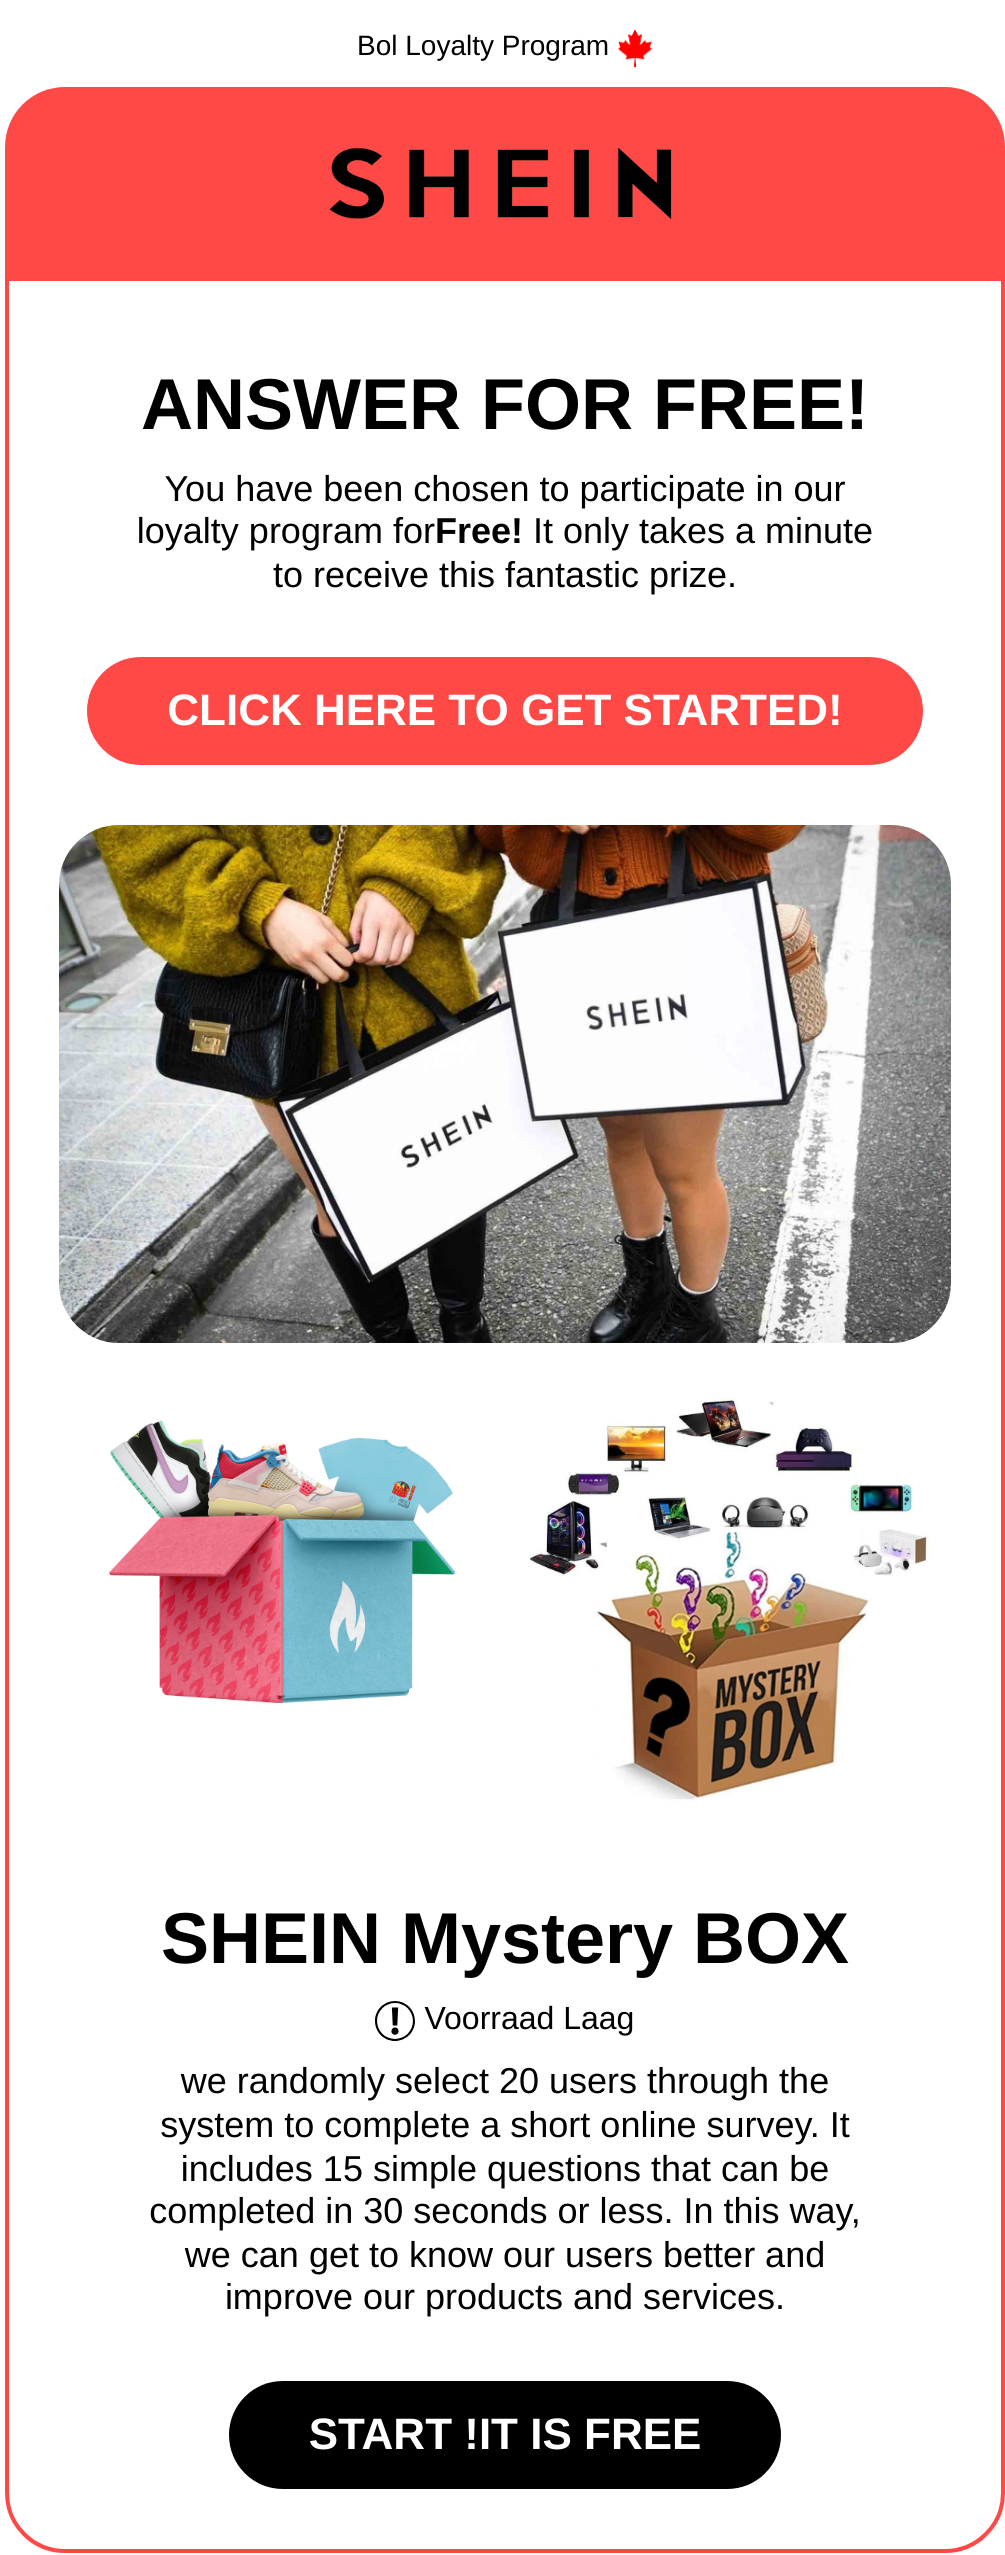 Bol Loyalty Program
SHEIN
ANSWER FOR FREE!
You have been chosen to participate in our
loyalty program forFree! It only takes a minute
to receive this fantastic prize.
CLICK HERE TO GET STARTED!
SHEIN
SHEIN
MYSTERY
BOX
SHEIN Mystery BOX
Voorraad Laag
we randomly select 20 users through the
system to complete a short online survey. It
includes 15 simple questions that can be
completed in 30 seconds or less. In this way,
we can get to know our users better and
improve our products and services.
START !IT IS FREE